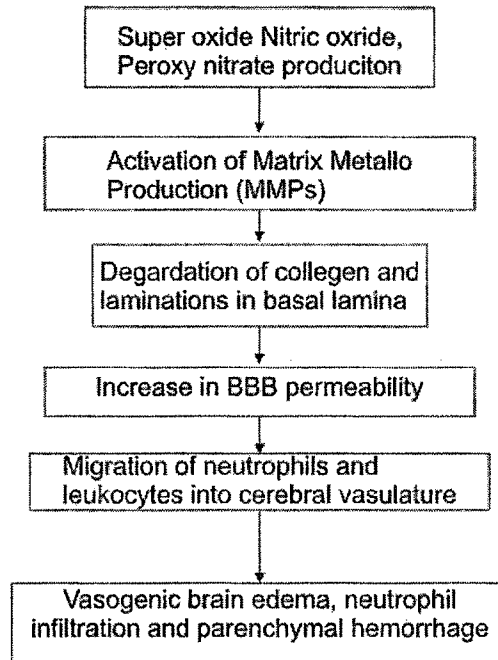 Super oxide Nitric oxride,
Peroxy nitrate produciton
Activation of Matrix Metallo
Production (MMPs)
Degardation of collegen and
laminations in basal lamina
Increase in BBB permeability
Migration of neutrophils and
leukocytes into cerebral vasulature
Vasogenic brain edema, neutrophil
infiltration and parenchymal hemorrhage